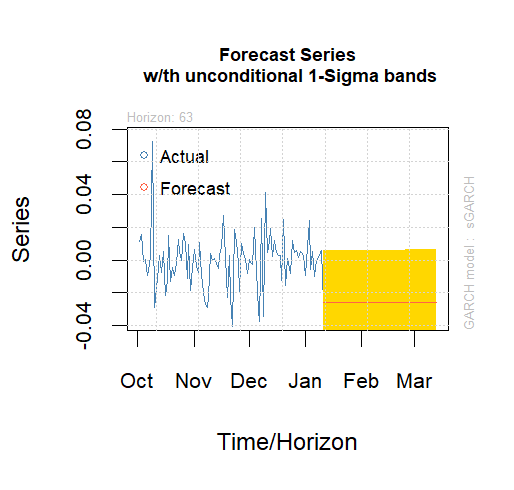 Forecast Series
w/th unconditional 1-Sigma bands
Horizon: 63
Actual
Forecast
Series
0.08
0.04
0.00
-0.04
GARCH model : sGARCH
Oct Nov Dec Jan Feb Mar
Time/Horizon